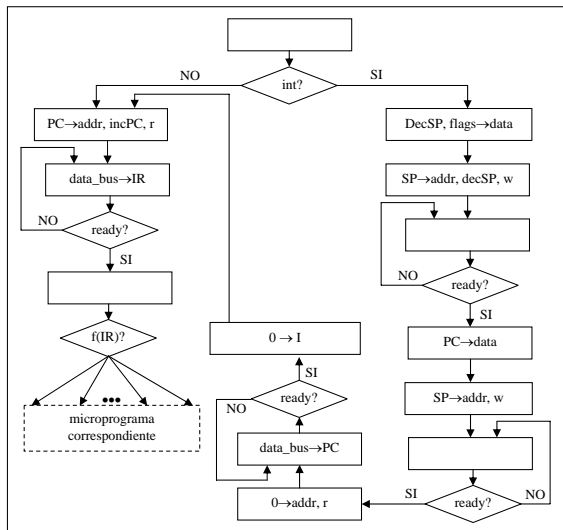 int?
NO
SI
PC→addr, incPC, r
data_bus→IR
NO
ready?
SI
f(IR)?
•••
microprograma
correspondiente
DecSP, flags→data
SP→addr, decSP, w
NO
ready?
SI
PC→data
SP→addr, w
ready?
SI
NO
0→addr, r
data_bus→PC
ready?
NO
SI
0 → I